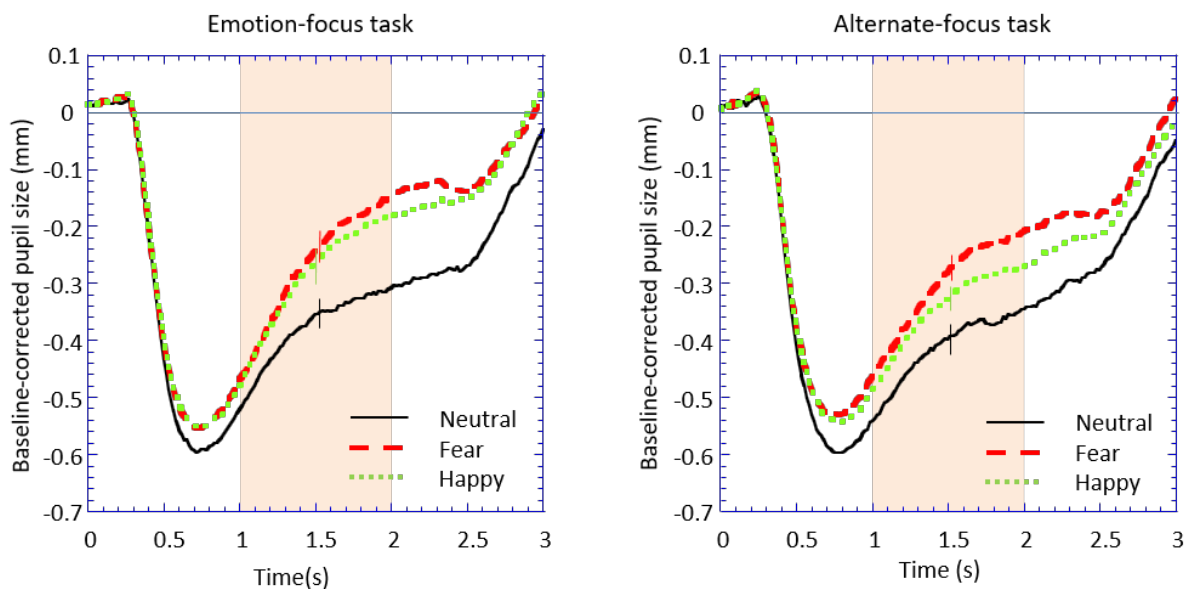 Emotion-focus task
Baseline-corrected pupil size (mm)
0.1
0
-0.1
-0.2
-0.3
-0.4
-0.5
-0.6
-0.7
Neutral
Fear
Happy
0 0.5 1 1.5 2 2.5 3
Time(s)
Alternate-focus task
Baseline-corrected pupil size (mm)
0.1
0
-0.1
-0.2
-0.3
-0.4
-0.5
-0.6
-0.7
Neutral
Fear
Happy
0 0.5 1 1.5 2 2.5 3
Time (s)